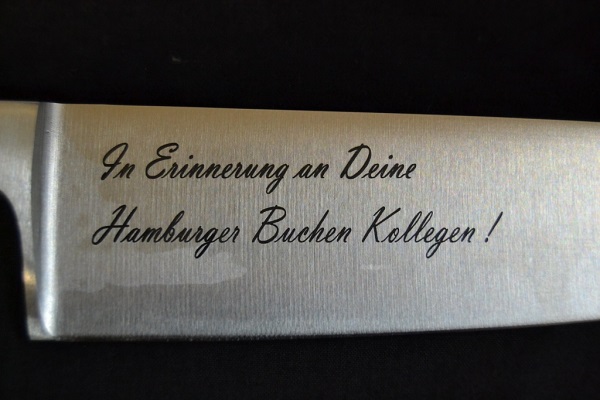 In Erinnerung an Deine
Hamburger Buchen Kollegen !